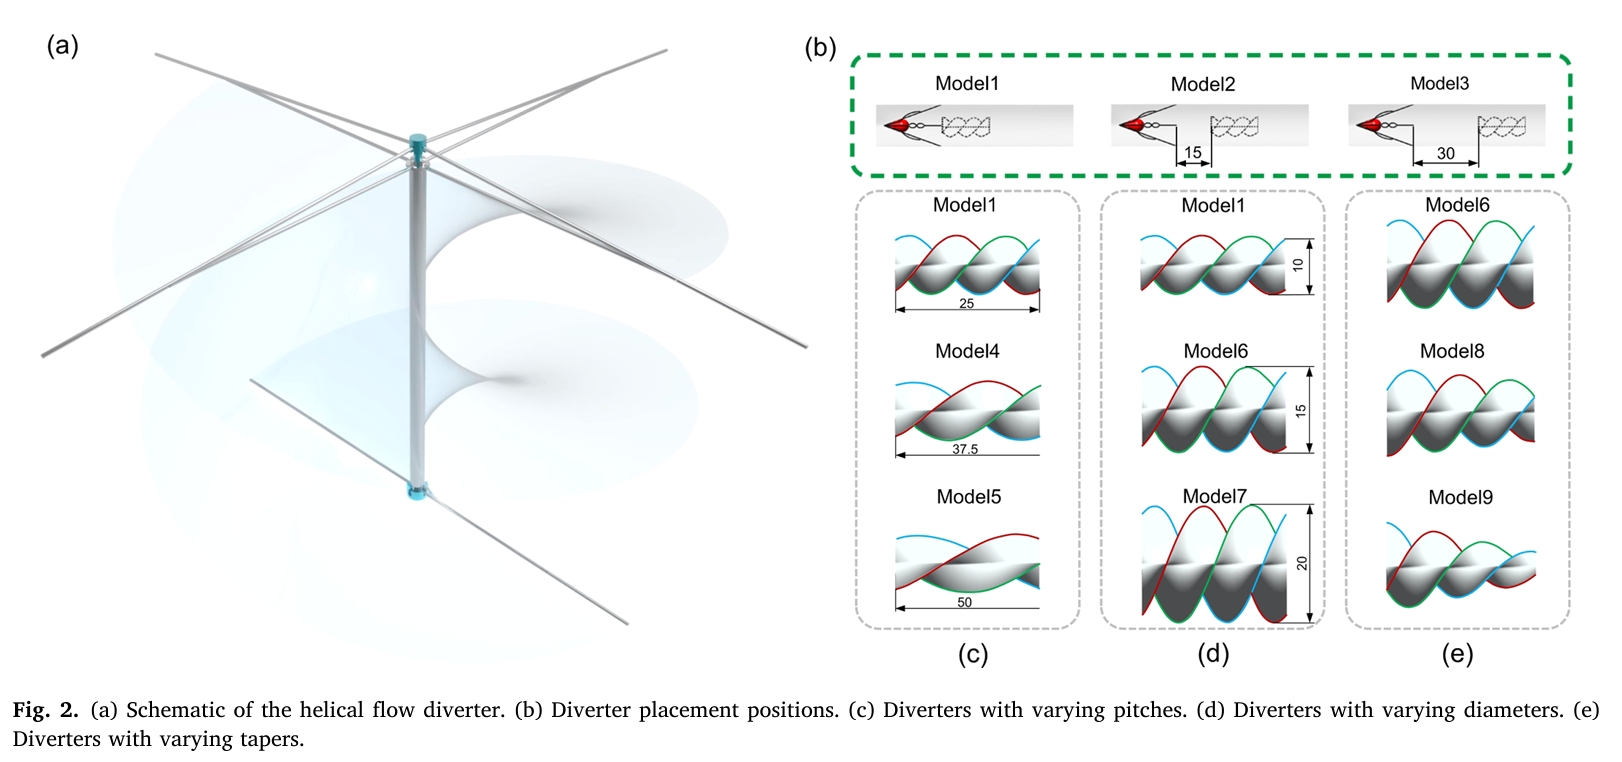 (a)
(b)
Model1 Model2 Model3
15 30
Model1 Model1 Model6
25 10
Model4 Model6 Model8
37.5 15
Model5 Model7 Model9
50 20
(c) (d) (e)
Fig. 2. (a) Schematic of the helical flow diverter. (b) Diverter placement positions. (c) Diverters with varying pitches. (d) Diverters with varying diameters. (e)
Diverters with varying tapers.